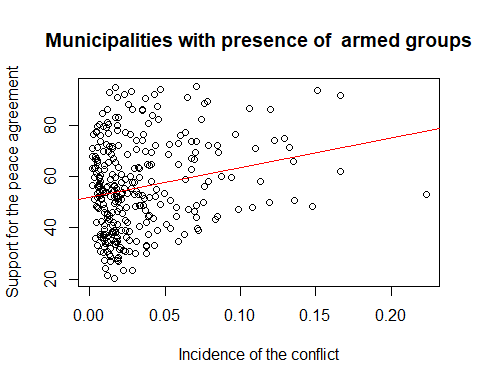 Municipalities with presence of  armed groups
Support for the peace agreement
80
60
40
20
0.00 0.05 0.10 0.15 0.20
Incidence of the conflict